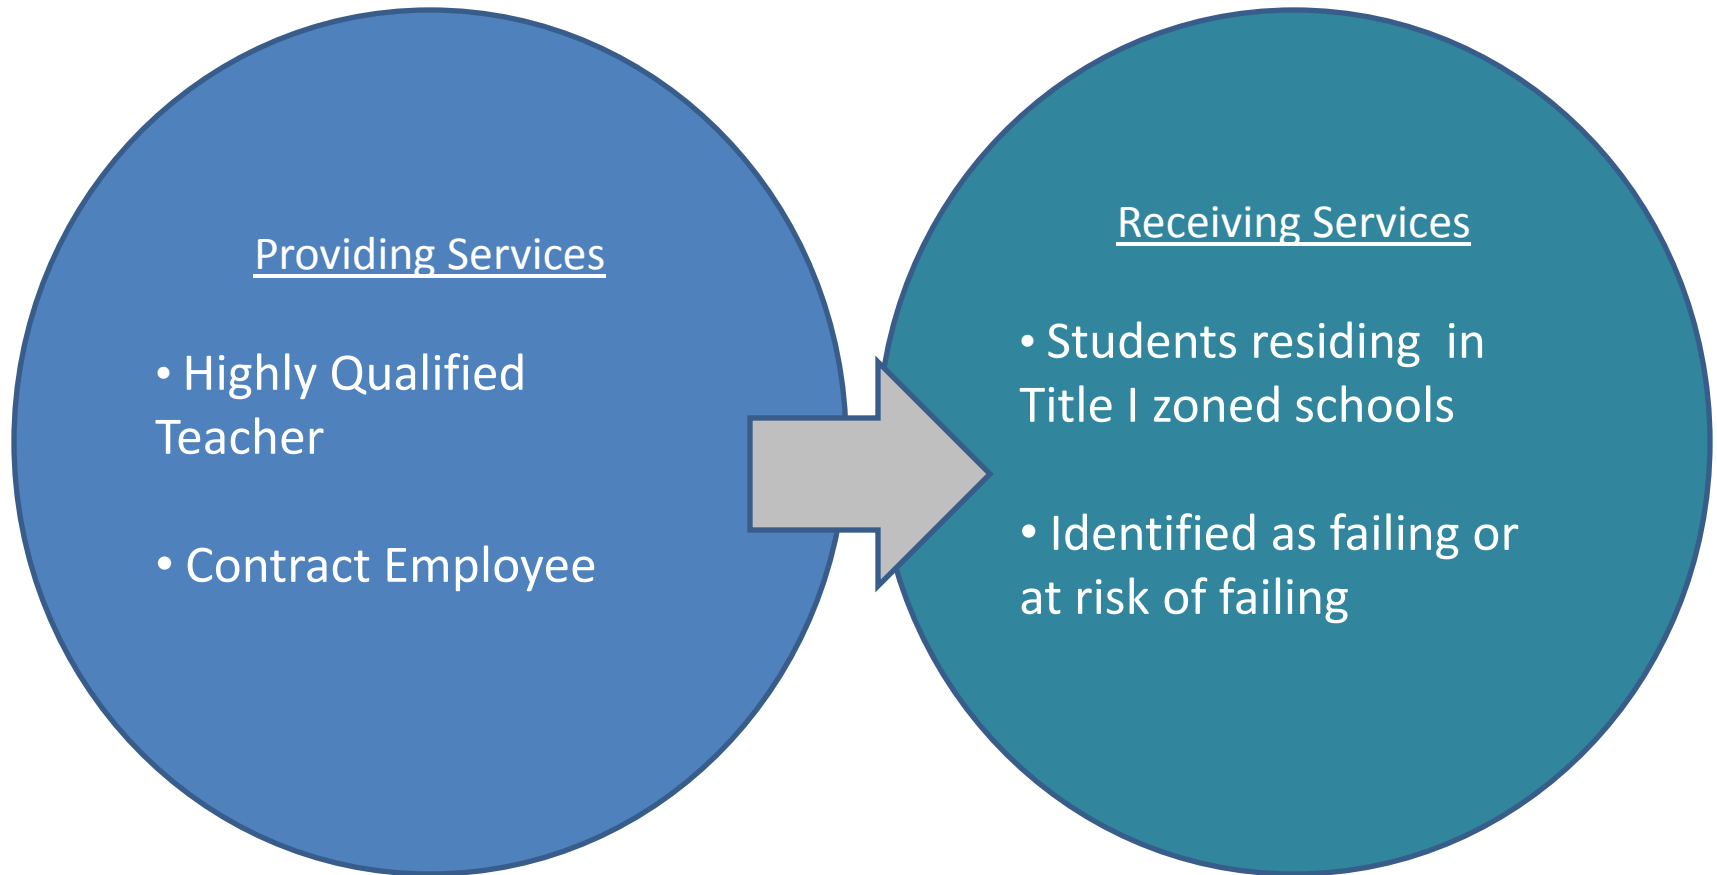 Providing Services
• Highly Qualified
Teacher
• Contract Employee
Receiving Services
• Students residing  in
Title I zoned schools
• Identified as failing or
at risk of failing